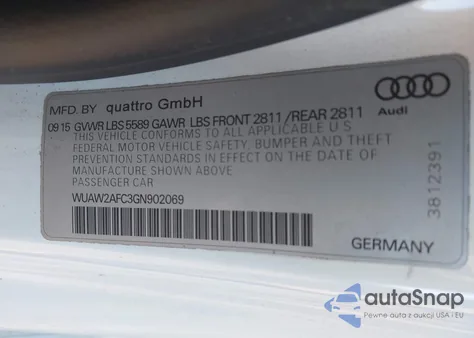 MFD. BY quattro GmbH
09 15 GVWR LBS 5589 GAWR LBS FRONT 2811 /REAR 2811
THIS VEHICLE CONFORMS TO ALL APPLICABLE U S
FEDERAL MOTOR VEHICLE SAFETY, BUMPER AND THEFT
PREVENTION STANDARDS IN EFFECT ON THE DATE OF
MANUFACTURE SHOWN ABOVE
PASSENGER CAR
WUAW2AFC3GN902069
Audi
3812391
GERMANY
autoSnap
Pewne auta z aukcji USA i EU